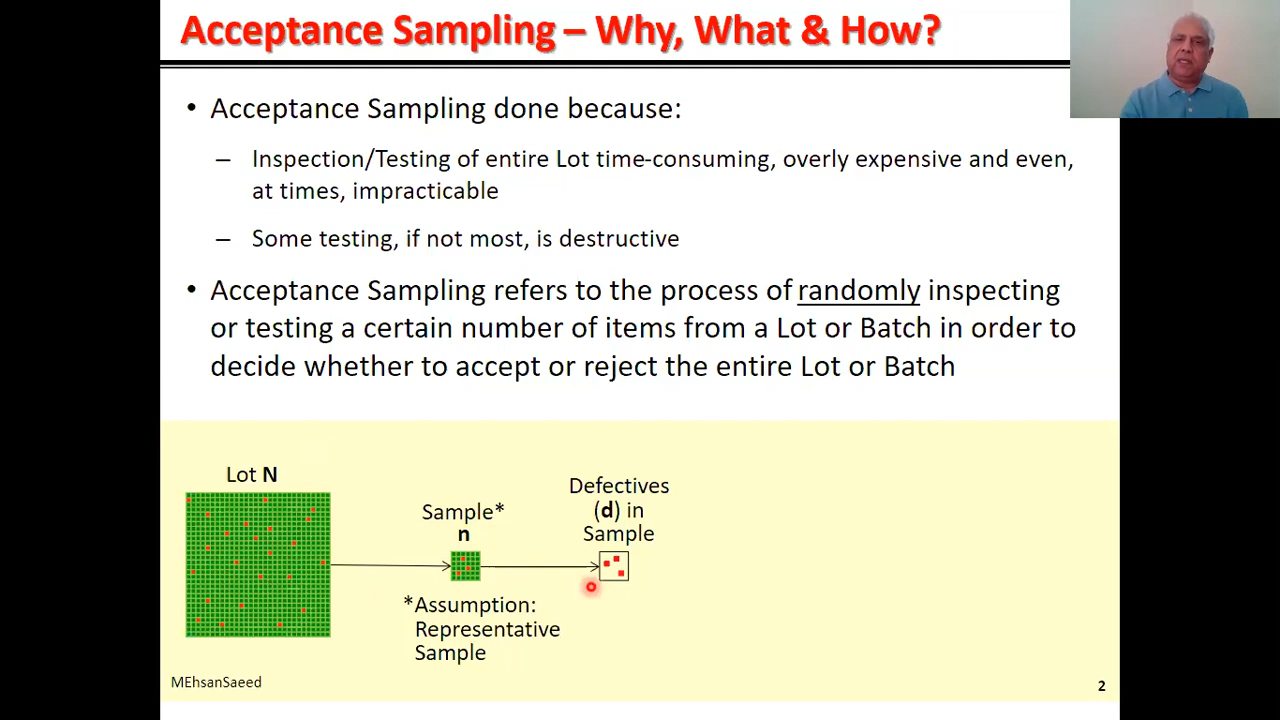 Acceptance Sampling – Why, What & How?
• Acceptance Sampling done because:
– Inspection/Testing of entire Lot time-consuming, overly expensive and even,
at times, impracticable
– Some testing, if not most, is destructive
• Acceptance Sampling refers to the process of randomly inspecting
or testing a certain number of items from a Lot or Batch in order to
decide whether to accept or reject the entire Lot or Batch
Lot N
Sample*
n
Defectives
(d) in
Sample
*Assumption:
Representative
Sample
MEhsanSaeed
2